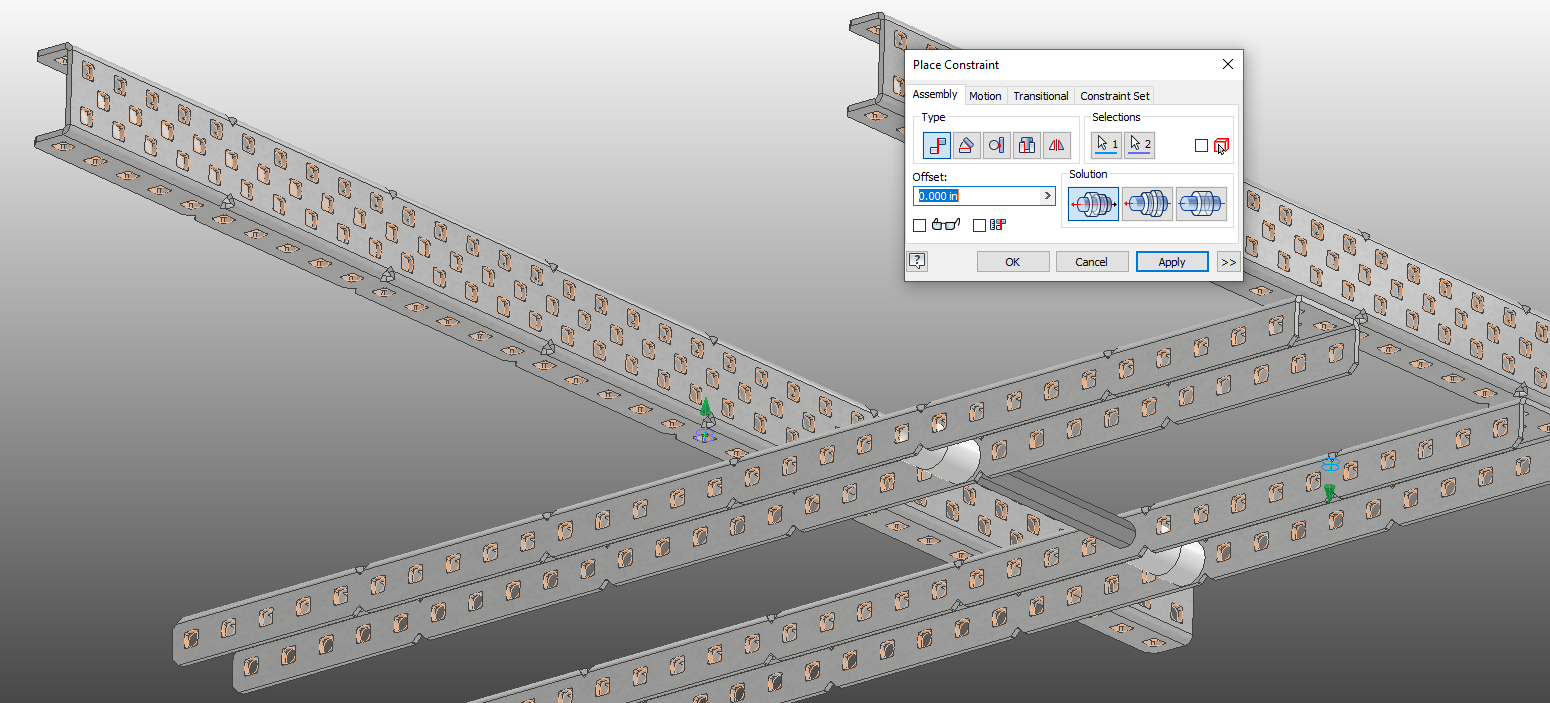 Place Constraint
Assembly Motion Transitional Constraint Set
Type
Selections
1 2
Offset:
0.000 in
>
Solution
?
OK Cancel Apply >>